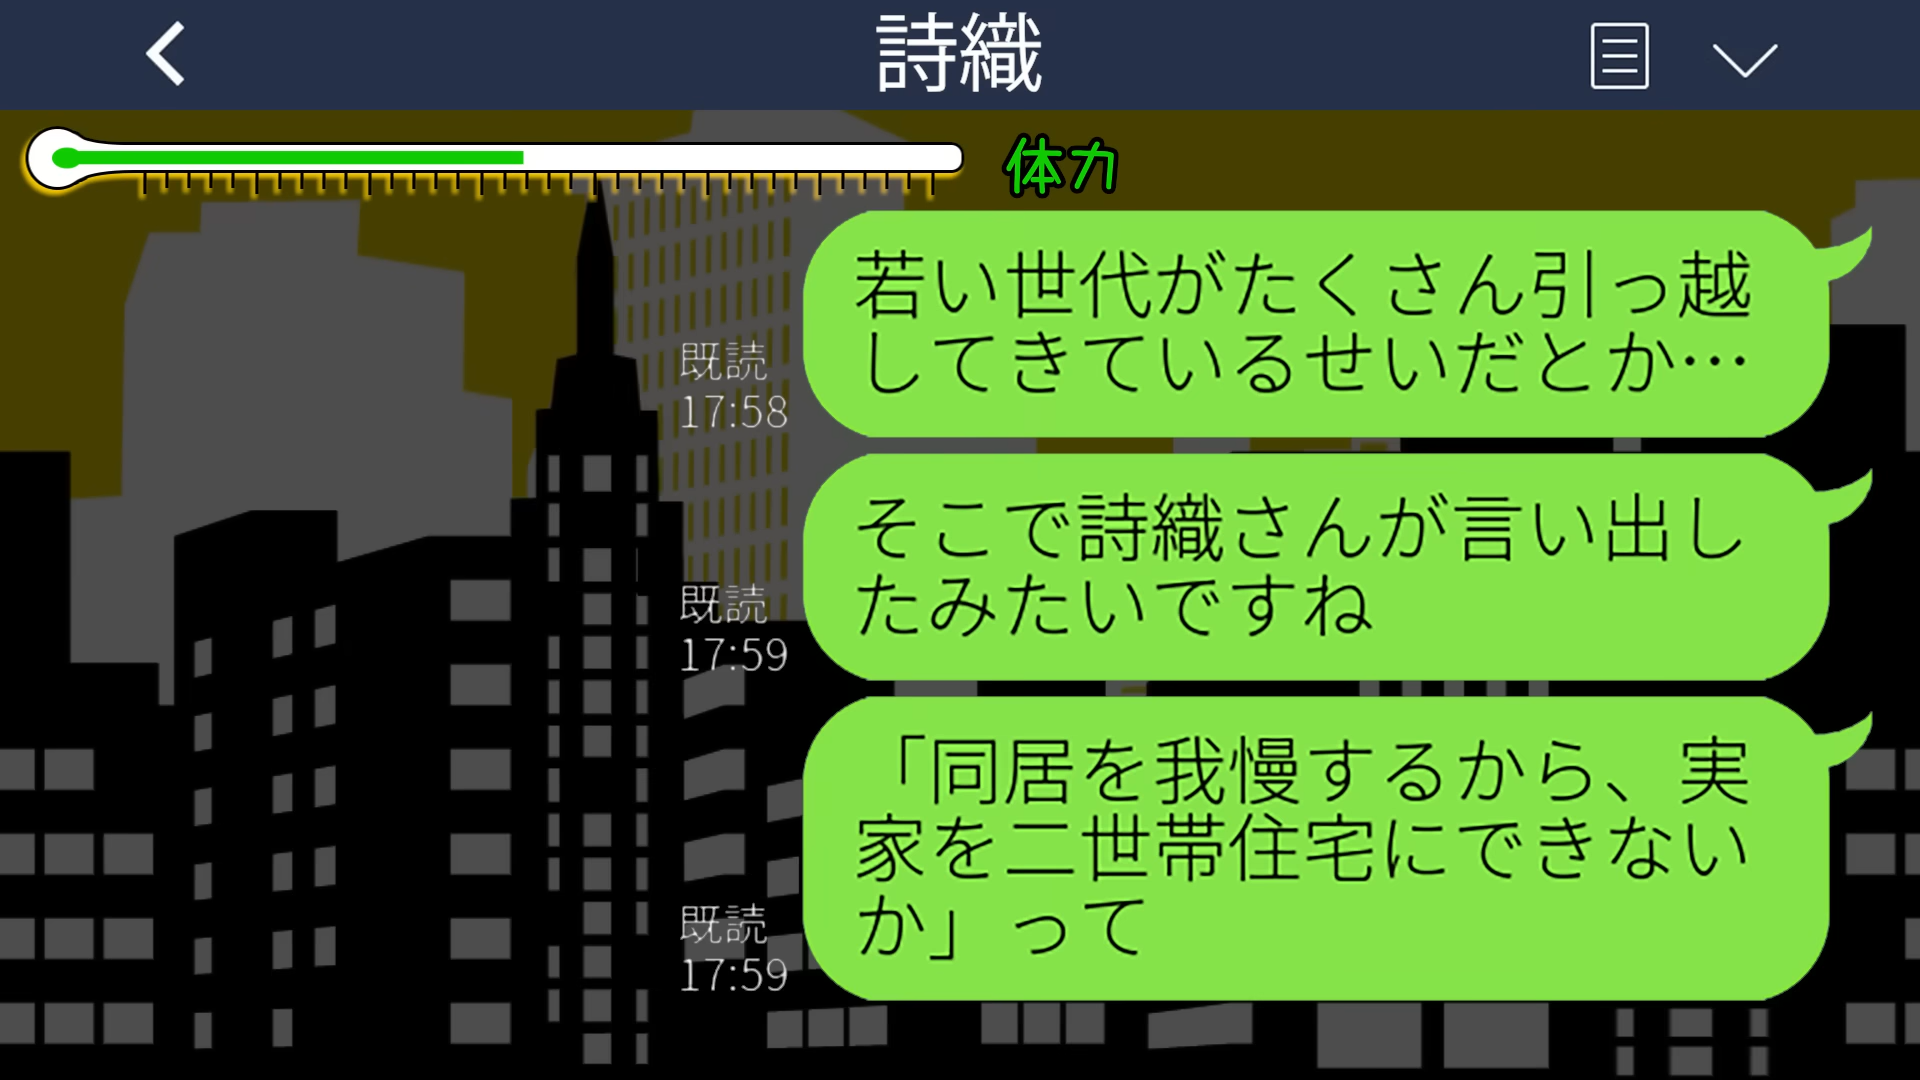 詩織
体力
若い世代がたくさん引っ越
してきているせいだとか…
既読
17:58
そこで詩織さんが言い出し
たみたいですね
既読
17:59
「同居を我慢するから、実
家を二世帯住宅にできない
か」って
既読
17:59